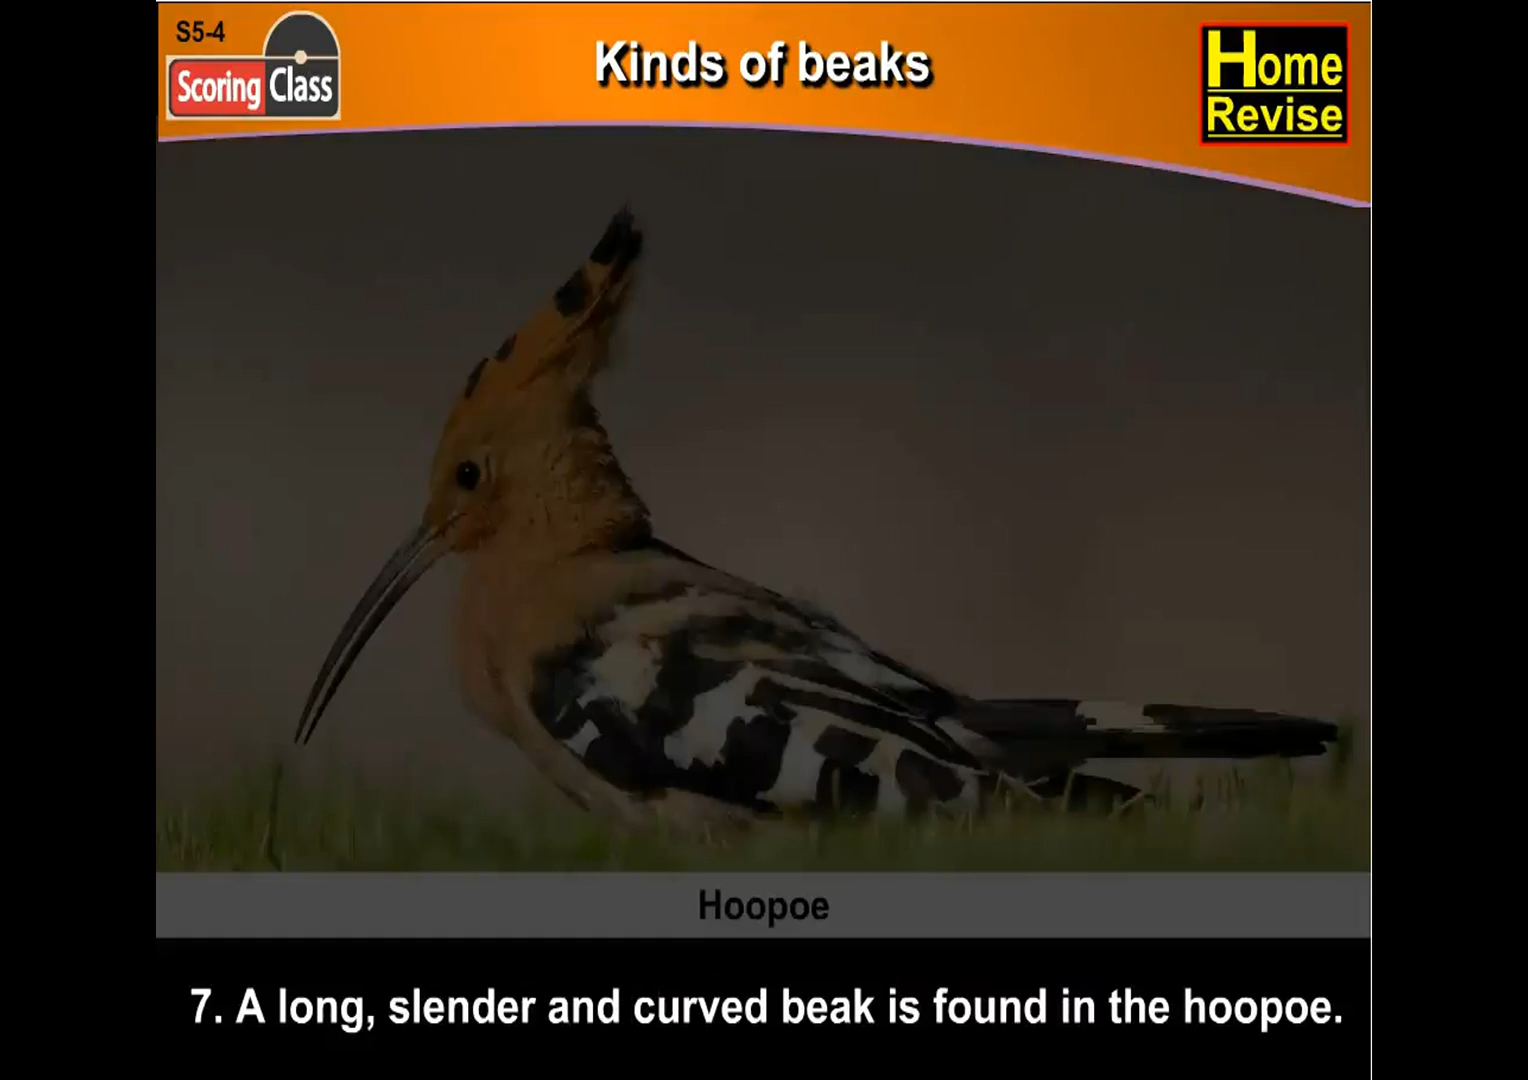 S5-4
Scoring Class
Kinds of beaks
Home
Revise
Hoopoe
7. A long, slender and curved beak is found in the hoopoe.